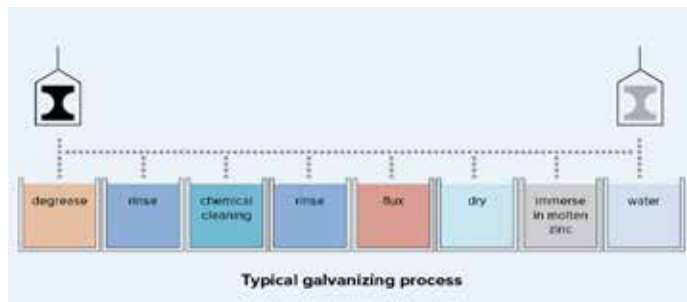 degrease
rinse
chemical
cleaning
rinse
flux
dry
immerse
in molten
zinc
water
Typical galvanizing process